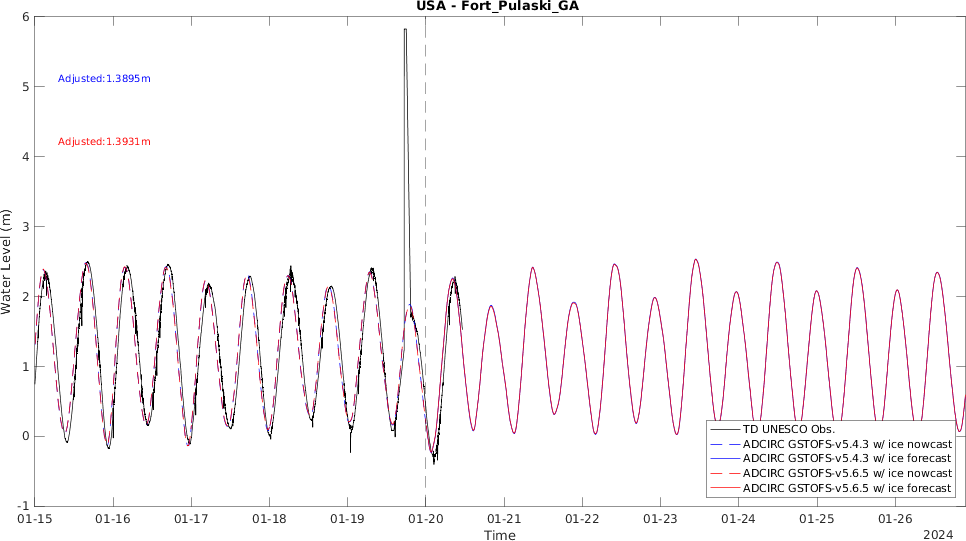 USA - Fort_Pulaski_GA
Water Level (m)
6
5
4
3
2
1
0
-1
Adjusted:1.3895m
Adjusted:1.3931m
TD UNESCO Obs.
ADCIRC GSTOFS-v5.4.3 w/ ice nowcast
ADCIRC GSTOFS-v5.4.3 w/ ice forecast
ADCIRC GSTOFS-v5.6.5 w/ ice nowcast
ADCIRC GSTOFS-v5.6.5 w/ ice forecast
01-15 01-16 01-17 01-18 01-19 01-20 01-21 01-22 01-23 01-24 01-25 01-26
Time
2024